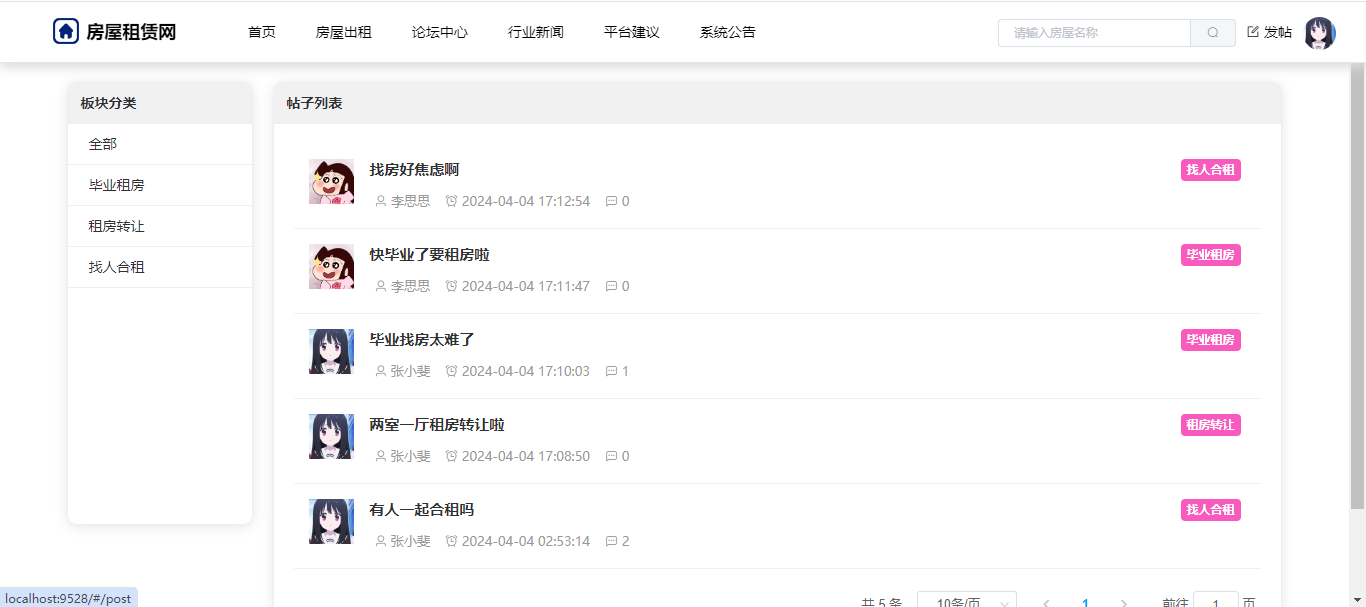 房屋租赁网 首页 房屋出租 论坛中心 行业新闻 平台建议 系统公告 请输入房屋名称 发帖
板块分类
全部
毕业租房
租房转让
找人合租
帖子列表
找房好焦虑啊 找人合租
李思思 2024-04-04 17:12:54 0
快毕业了要租房啦 毕业租房
李思思 2024-04-04 17:11:47 0
毕业找房太难了 毕业租房
张小斐 2024-04-04 17:10:03 1
两室一厅租房转让啦 租房转让
张小斐 2024-04-04 17:08:50 0
有人一起合租吗 找人合租
张小斐 2024-04-04 02:53:14 2
共 5 条 10条/页 1 前往 1 页
localhost:9528/#/post